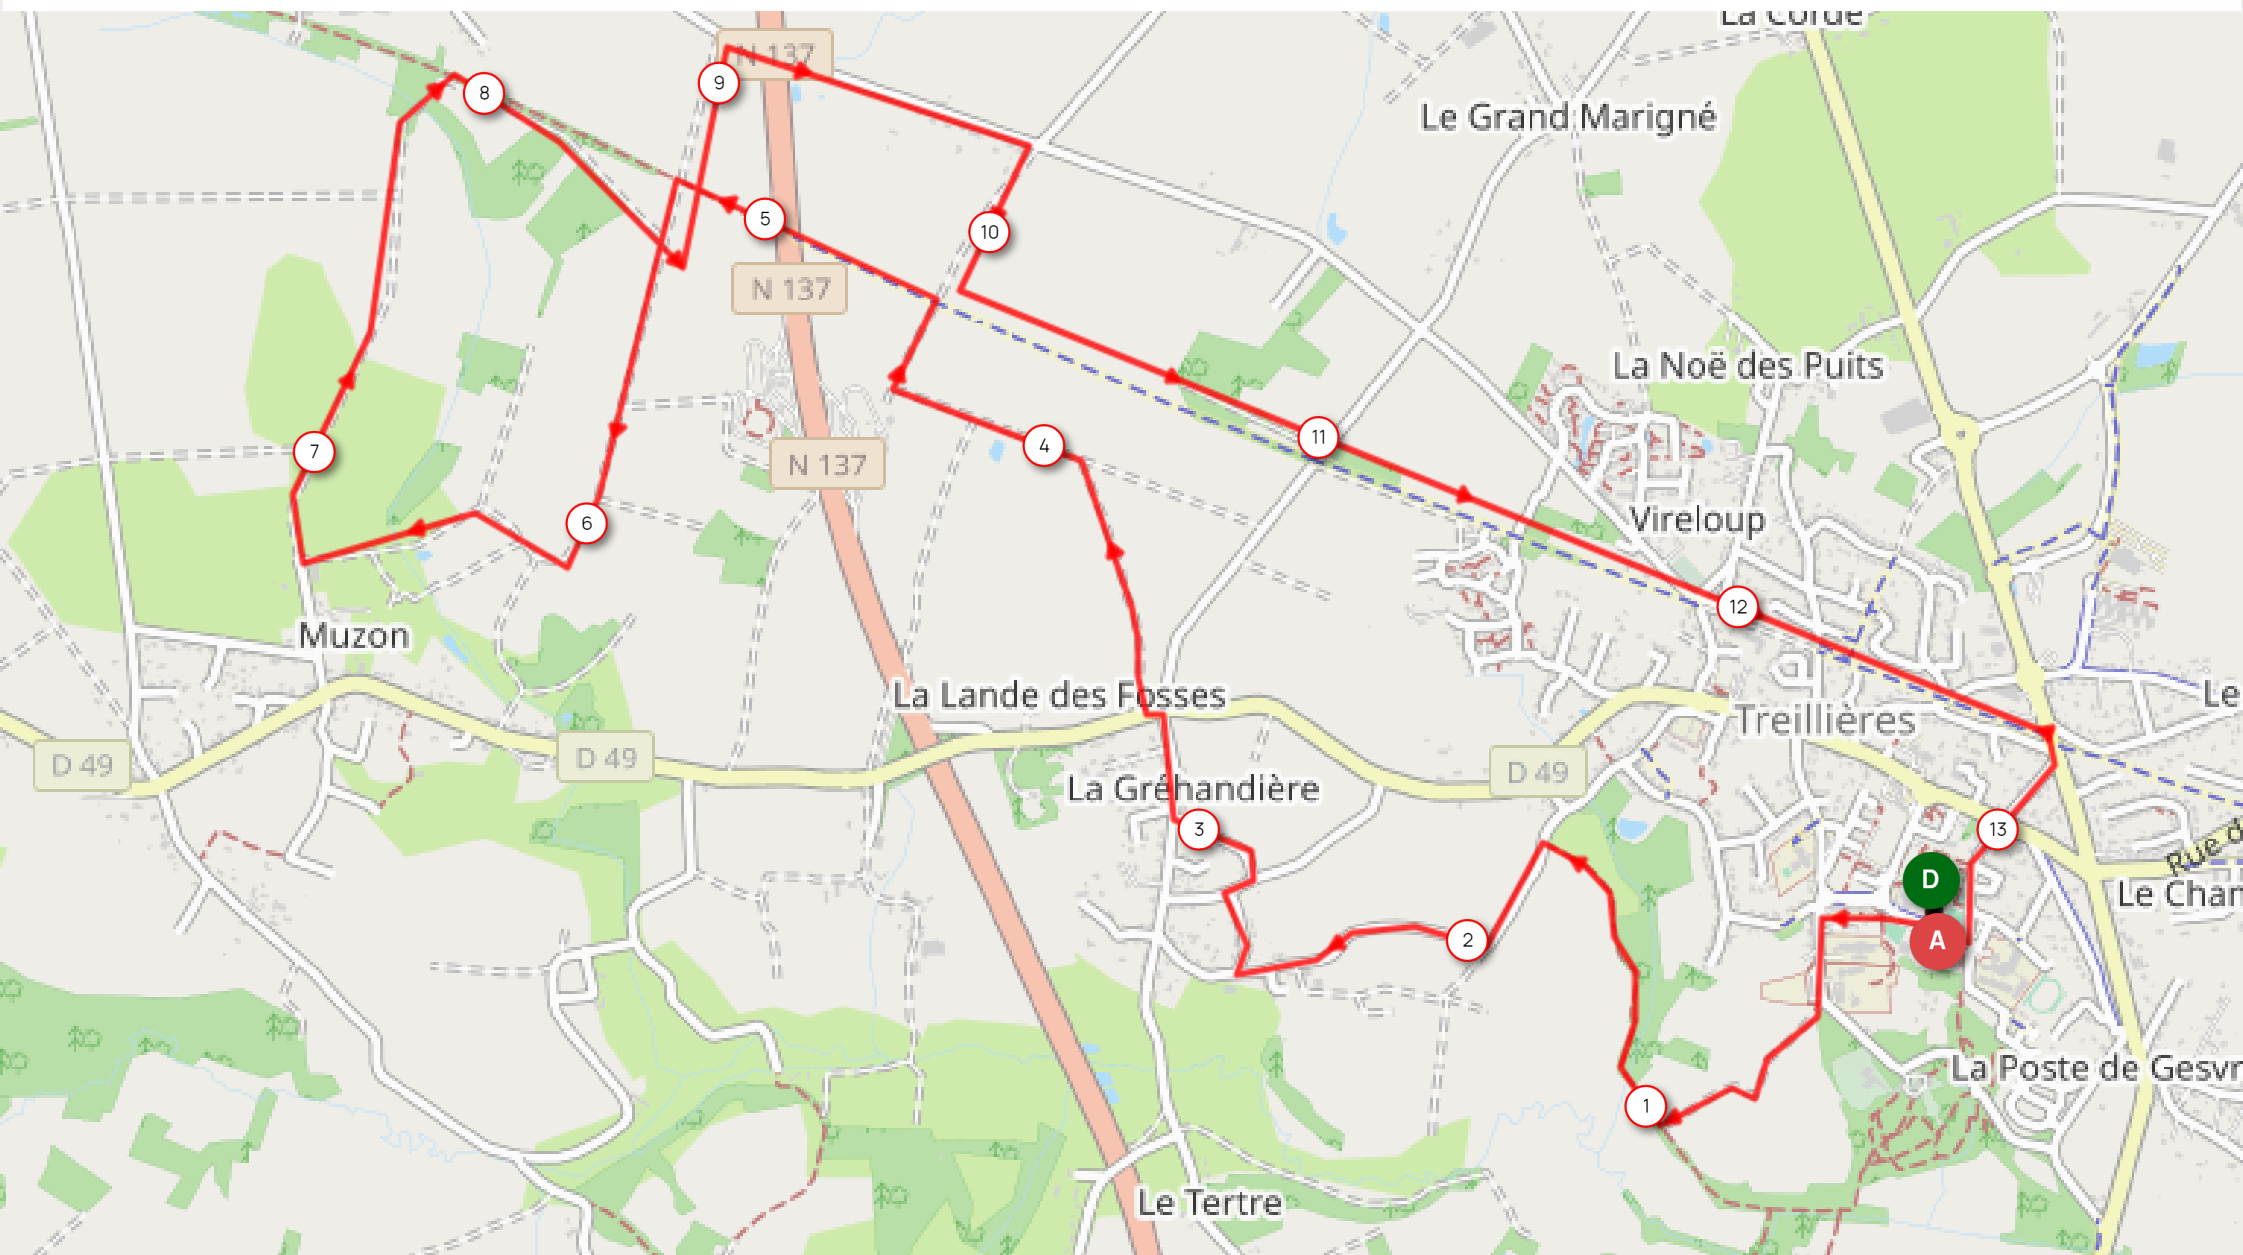 La Corde
N 137
9
8
Le Grand Marigné
5
10
N 137
La Noë des Puits
11
7
4
N 137
6
Vireloup
12
Muzon
La Lande des Fosses
Le
Treillières
D 49
D 49
D 49
La Gréhandière
3
13
Rue d
D
Le Chan
2
A
La Poste de Gesvr
1
Le Tertre